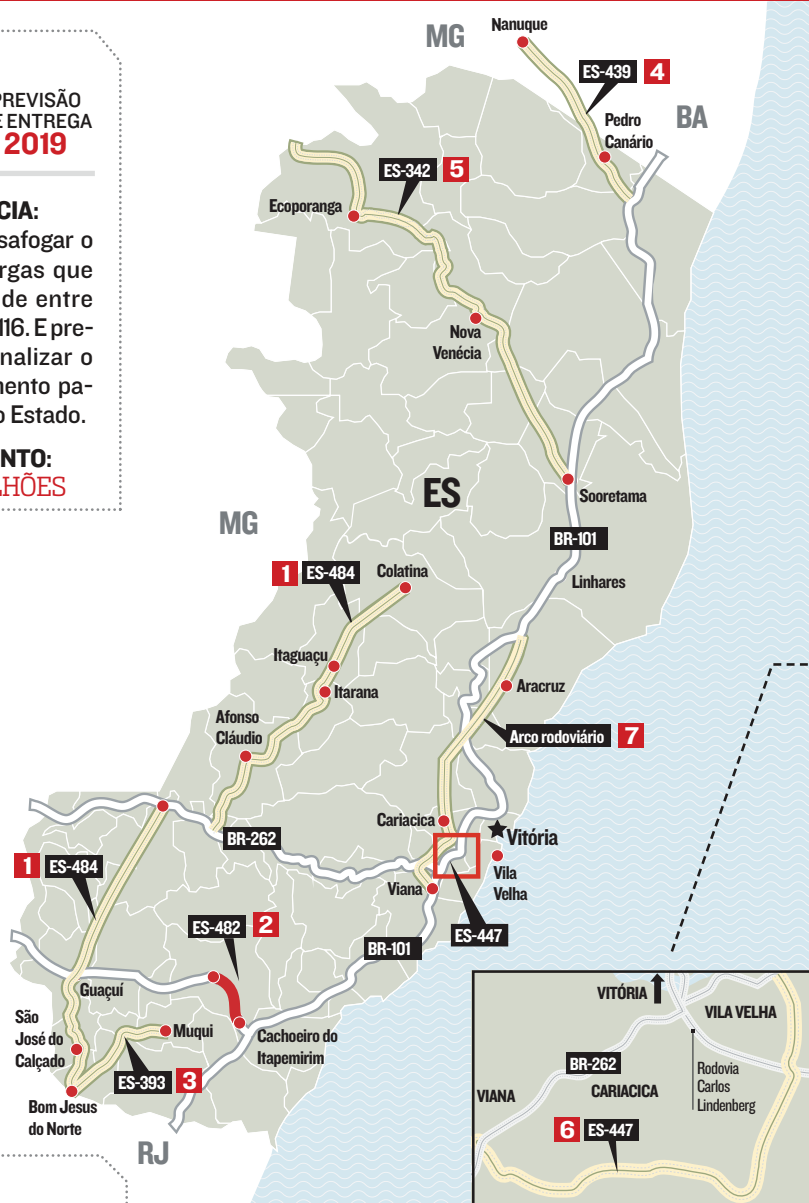 PREVISÃO
E ENTREGA
2019
CIA:
safogar o
rgas que
de entre
116. E pre-
nalizar o
mento pa-
o Estado.
NTO:
LHÕES
MG
Nanuque
ES-439 4
Pedro
Canário
BA
ES-342 5
Ecoporanga
Nova
Venécia
ES
Sooretama
MG
BR-101
Linhares
1 ES-484
Colatina
Itaguaçu
Itarana
Aracruz
Afonso
Cláudio
Arco rodoviário 7
Cariacica
Vitória
BR-262
Vila
Velha
1 ES-484
Viana
ES-447
ES-482 2
BR-101
Guaçuí
São
José do
Calçado
Muqui
Cachoeiro do
Itapemirim
ES-393 3
Bom Jesus
do Norte
RJ
VITÓRIA
VILA VELHA
BR-262
Rodovia
Carlos
Lindenberg
VIANA
CARIACICA
6 ES-447